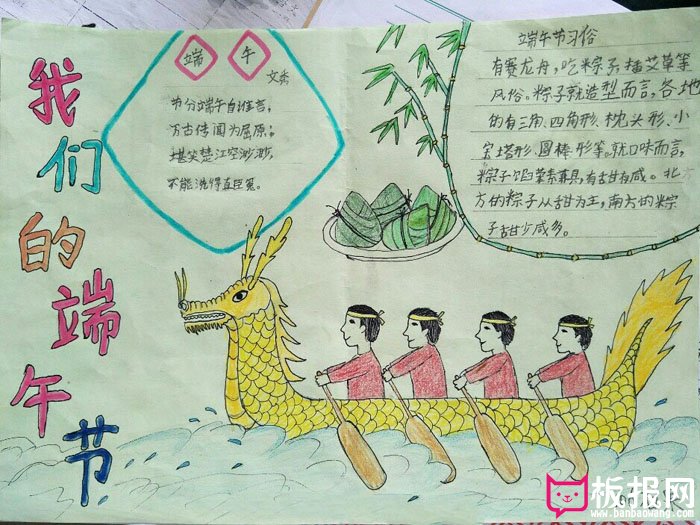 我们的端午节
端 午
文秀
节分端午自谁言，
万古传闻为屈原；
堪笑楚江空渺渺，
不能洗得直臣冤。
端午节习俗
有赛龙舟，吃粽子，插艾草等
风俗。粽子就造型而言，各地
的有三角、四角形、枕头形、小
宝塔形、圆棒形等。就口味而言，
粽子馅荤素具，有甜有咸。北
方的粽子从甜为主，南方的粽
子甜少咸多。
板报网
www.banbaowang.com